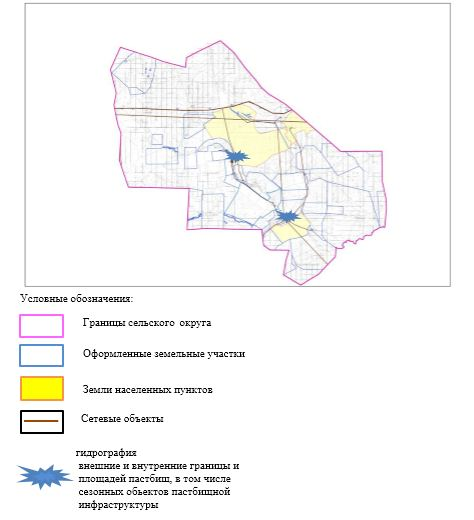 Условные обозначения:
Границы сельского округа
Оформленные земельные участки
Земли населенных пунктов
Сетевые объекты
гидрография
внешние и внутренние границы и
площадей пастбищ, в том числе
сезонных обьектов пастбищной
инфраструктуры